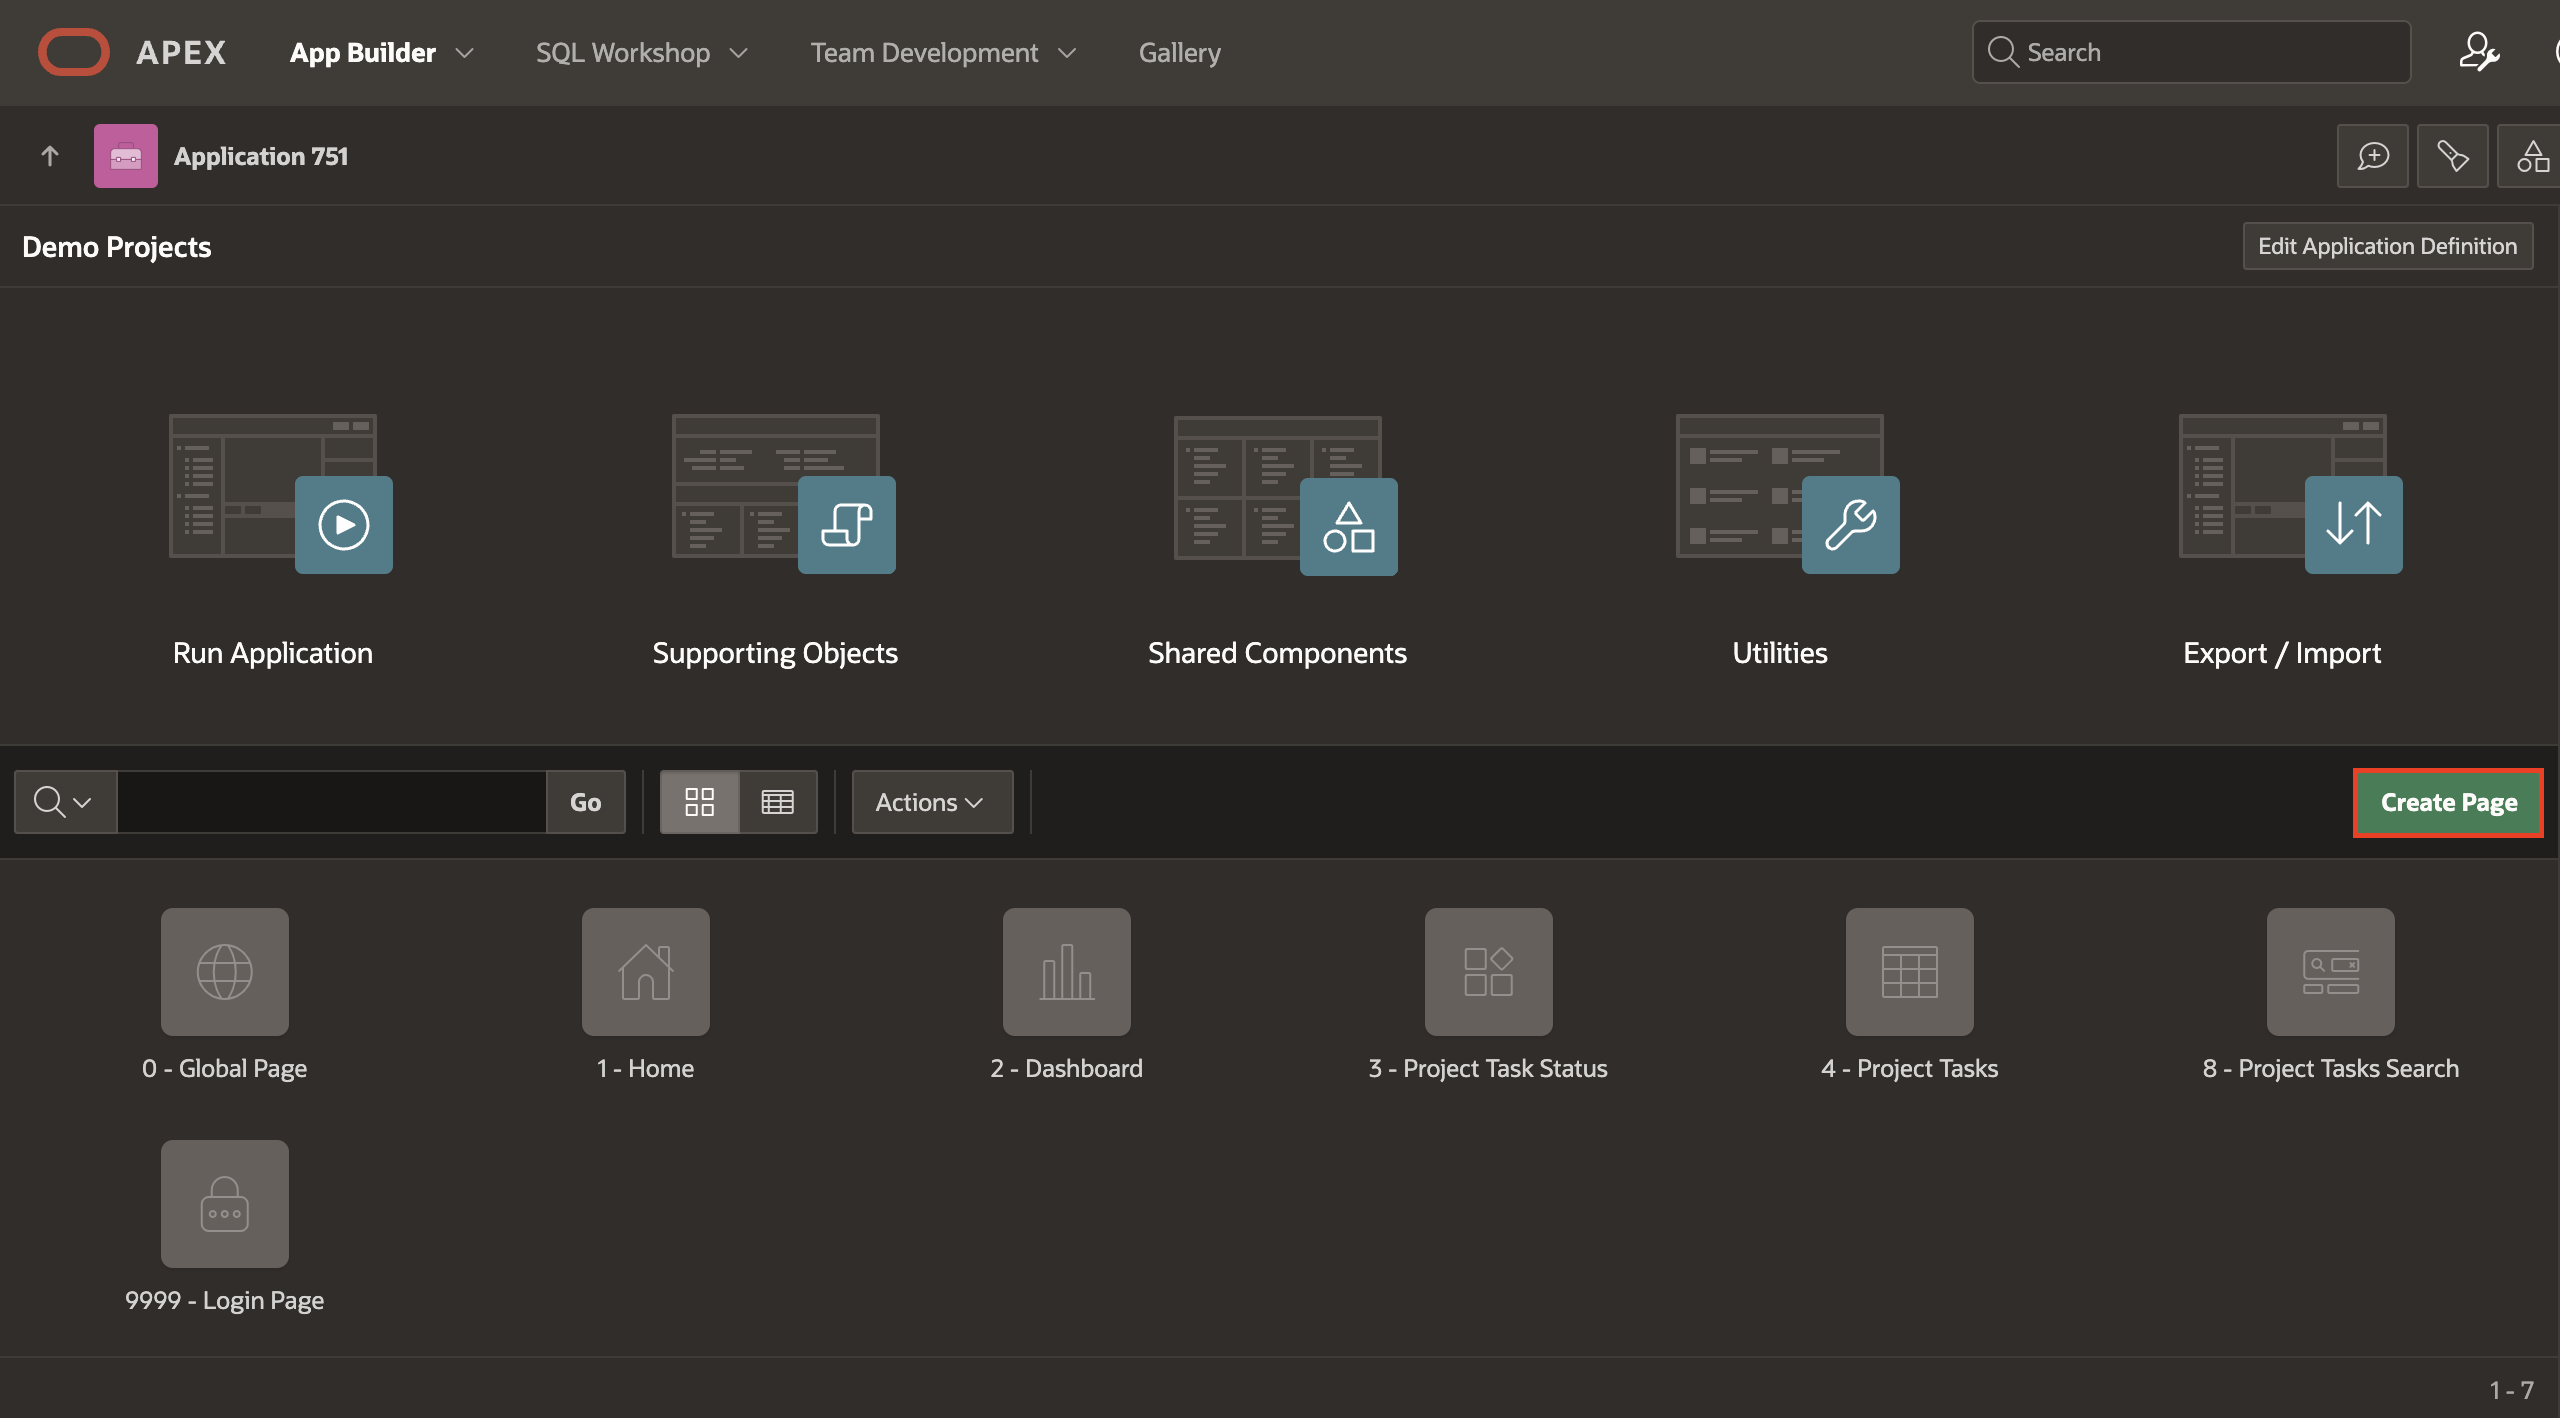 APEX App Builder SQL Workshop Team Development Gallery Search
Application 751
Demo Projects Edit Application Definition
Run Application Supporting Objects Shared Components Utilities Export / Import
Go Actions Create Page
0 - Global Page 1 - Home 2 - Dashboard 3 - Project Task Status 4 - Project Tasks 8 - Project Tasks Search
9999 - Login Page
1 - 7